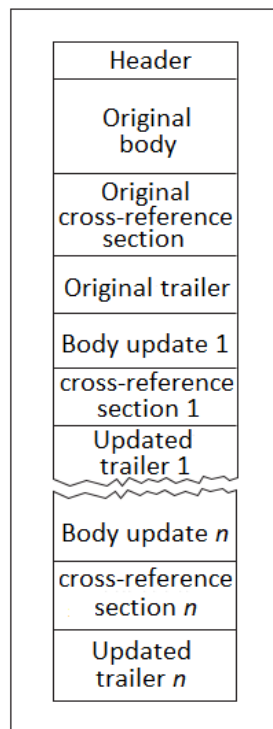 Header
Original
body
Original
cross-reference
section
Original trailer
Body update 1
cross-reference
section 1
Updated
trailer 1
Body update n
cross-reference
section n
Updated
trailer n